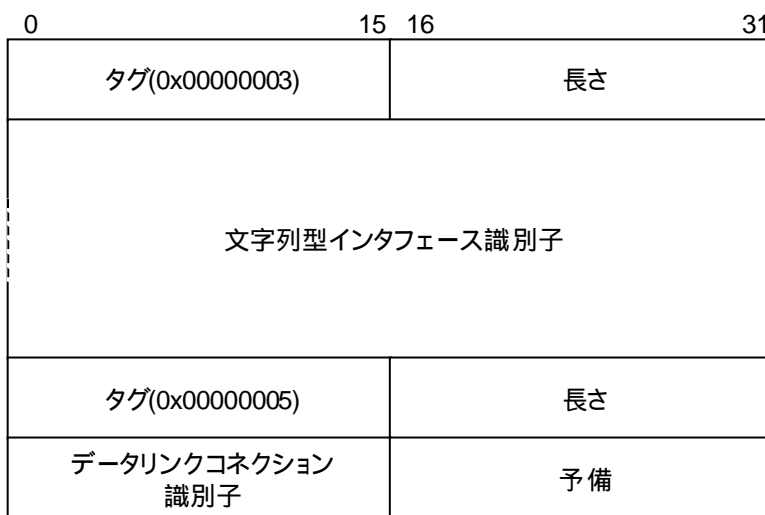 0 15 16 31
タグ(0x00000003) 長さ
文字列型インタフェース識別子
タグ(0x00000005) 長さ
データリンクコネクション
識別子
予備